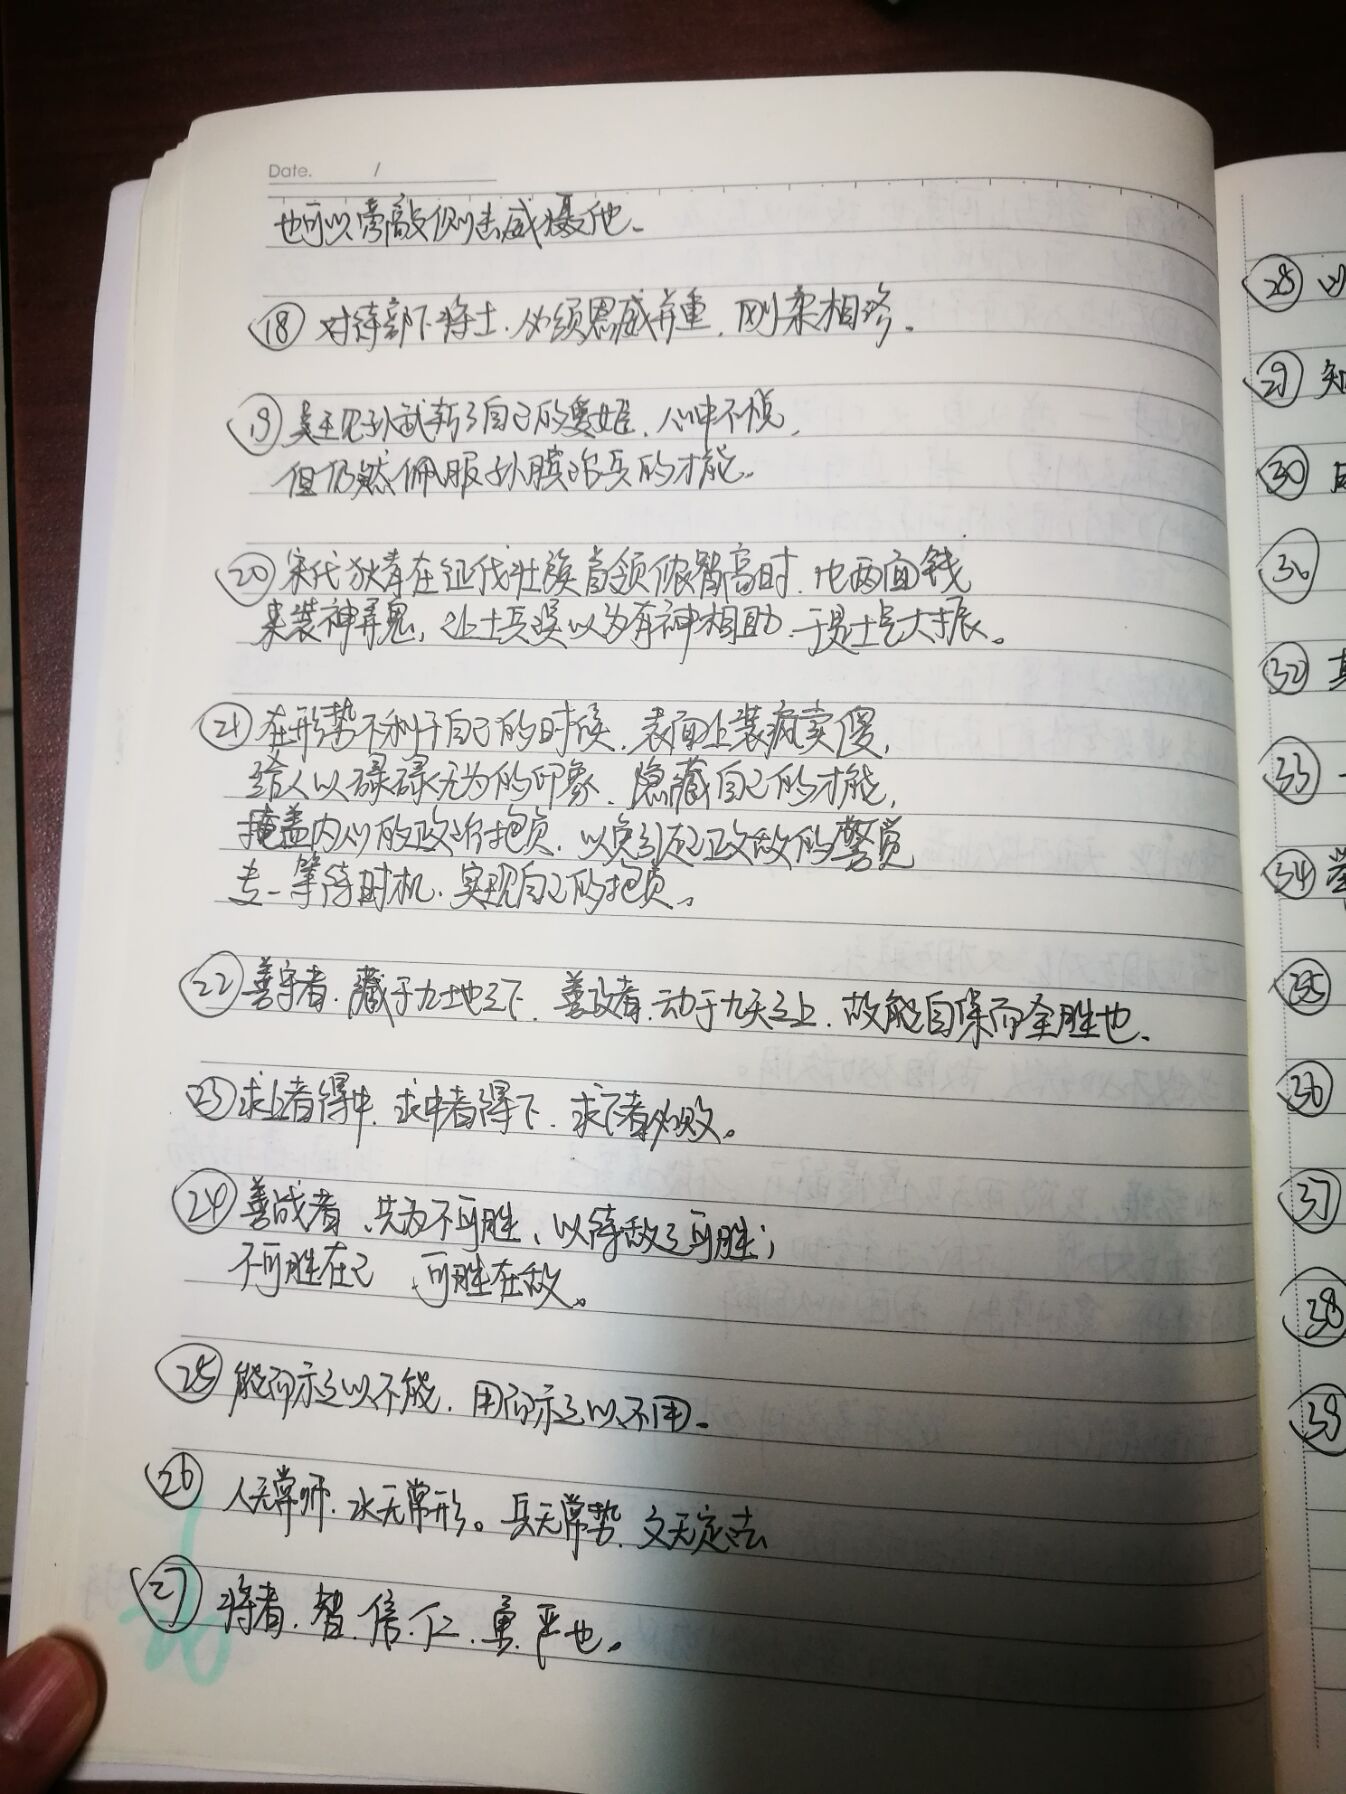 Date. /
也可以旁敲侧击威慑他、
⑱ 对待部下将士、必须恩威并重、刚柔相济。
⑲ 吴王见孙武斩了自己的爱姬、心中不悦,
但仍然佩服孙膑治兵的才能。
⑳ 宋代狄青在征伐壮族首领侬智高时、他两面钱
来装神弄鬼, 让士兵误以为有神相助、于是士气大振。
㉑ 在形势不利于自己的时候、表面上装疯卖傻,
给人以碌碌无为的印象、隐藏自己的才能,
掩盖内心的政治抱负、以免引起政敌的警觉
专一等待时机、实现自己的抱负。
㉒ 善守者、藏于九地之下、善攻者、动于九天之上、故能自保而全胜也、
㉓ 求上者得中、求中者得下、求下者必败。
㉔ 善战者、先为不可胜、以待敌之可胜;
不可胜在己、可胜在敌。
㉕ 能而示之以不能、用而示之以不用、
㉖ 人无常师、水无常形。兵无常势、文无定法
㉗ 将者、智、信、仁、勇、严也。
㉘ 以
㉙ 知
㉚
㉛
㉜ 其
㉝
㉞
㉟
㊱
㊲
㊳
㊴